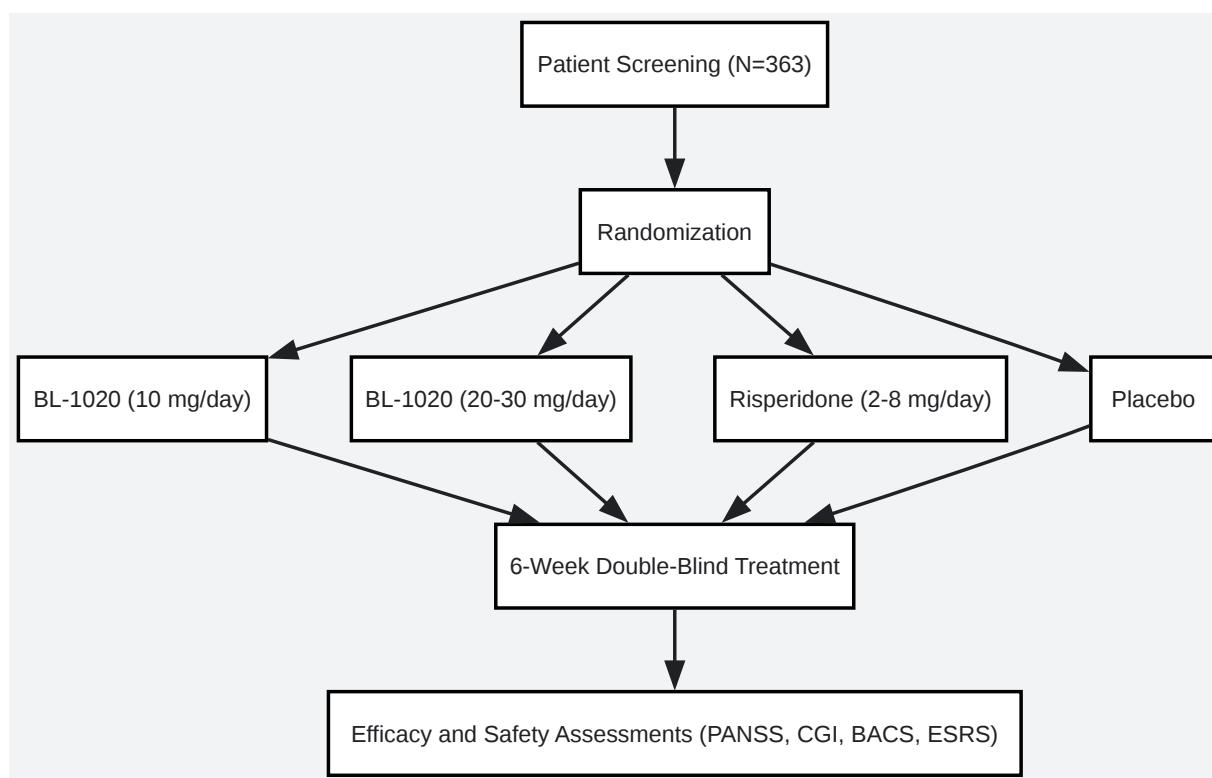 Patient Screening (N=363)
Randomization
BL-1020 (10 mg/day)
BL-1020 (20-30 mg/day)
Risperidone (2-8 mg/day)
Placebo
6-Week Double-Blind Treatment
Efficacy and Safety Assessments (PANSS, CGI, BACS, ESRS)